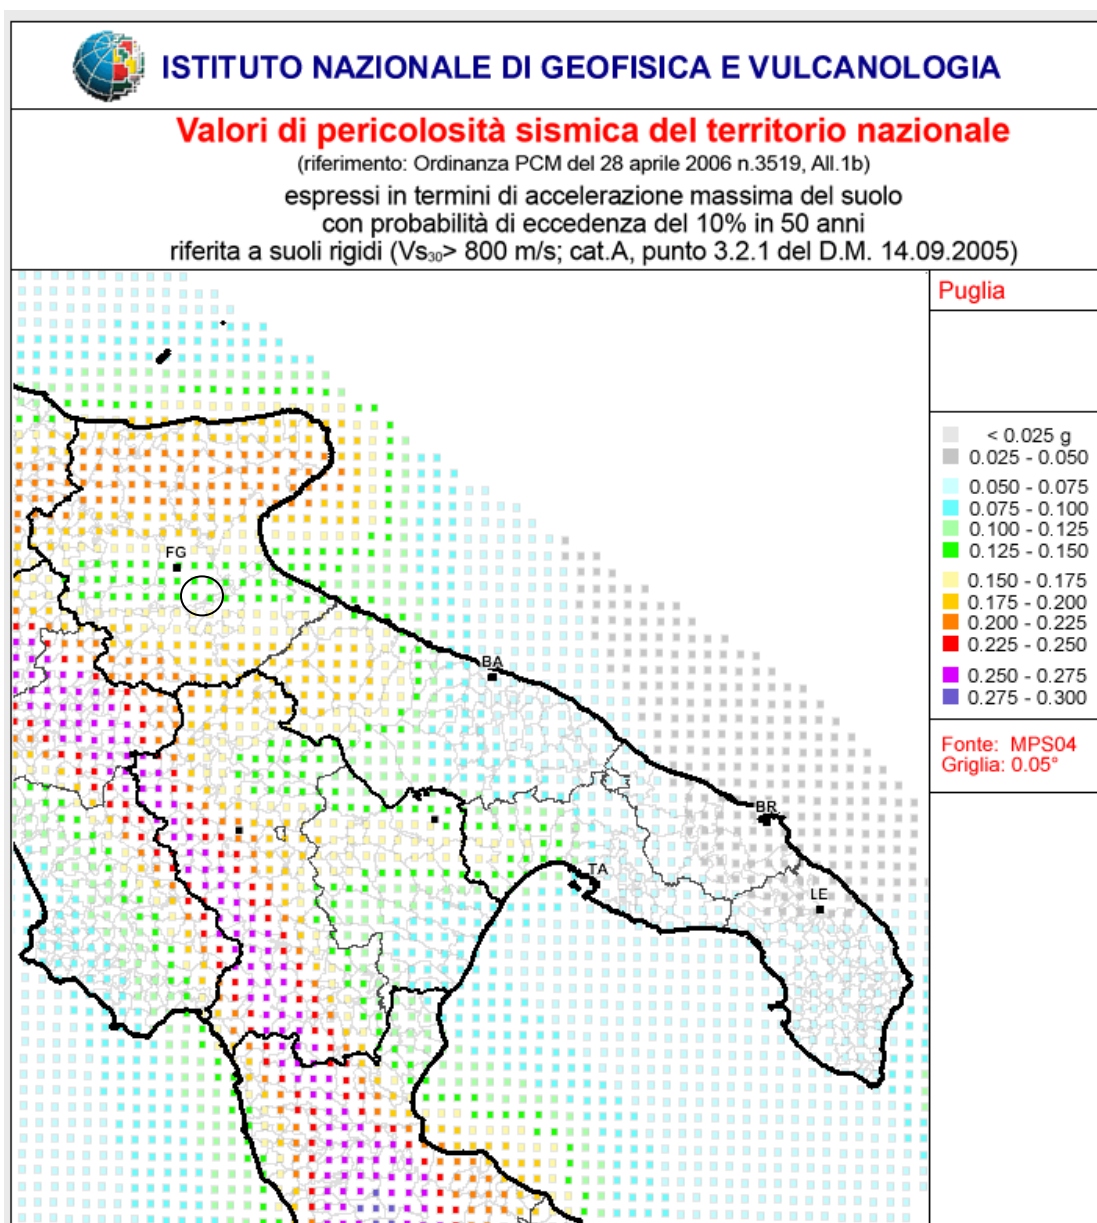 ISTITUTO NAZIONALE DI GEOFISICA E VULCANOLOGIA
Valori di pericolosità sismica del territorio nazionale
(riferimento: Ordinanza PCM del 28 aprile 2006 n.3519, All.1b)
espressi in termini di accelerazione massima del suolo
con probabilità di eccedenza del 10% in 50 anni
riferita a suoli rigidi (Vs30> 800 m/s; cat.A, punto 3.2.1 del D.M. 14.09.2005)
Puglia
< 0.025 g
0.025 - 0.050
0.050 - 0.075
0.075 - 0.100
0.100 - 0.125
0.125 - 0.150
0.150 - 0.175
0.175 - 0.200
0.200 - 0.225
0.225 - 0.250
0.250 - 0.275
0.275 - 0.300
Fonte: MPS04
Griglia: 0.05°
FG
BA
BR
TA
LE